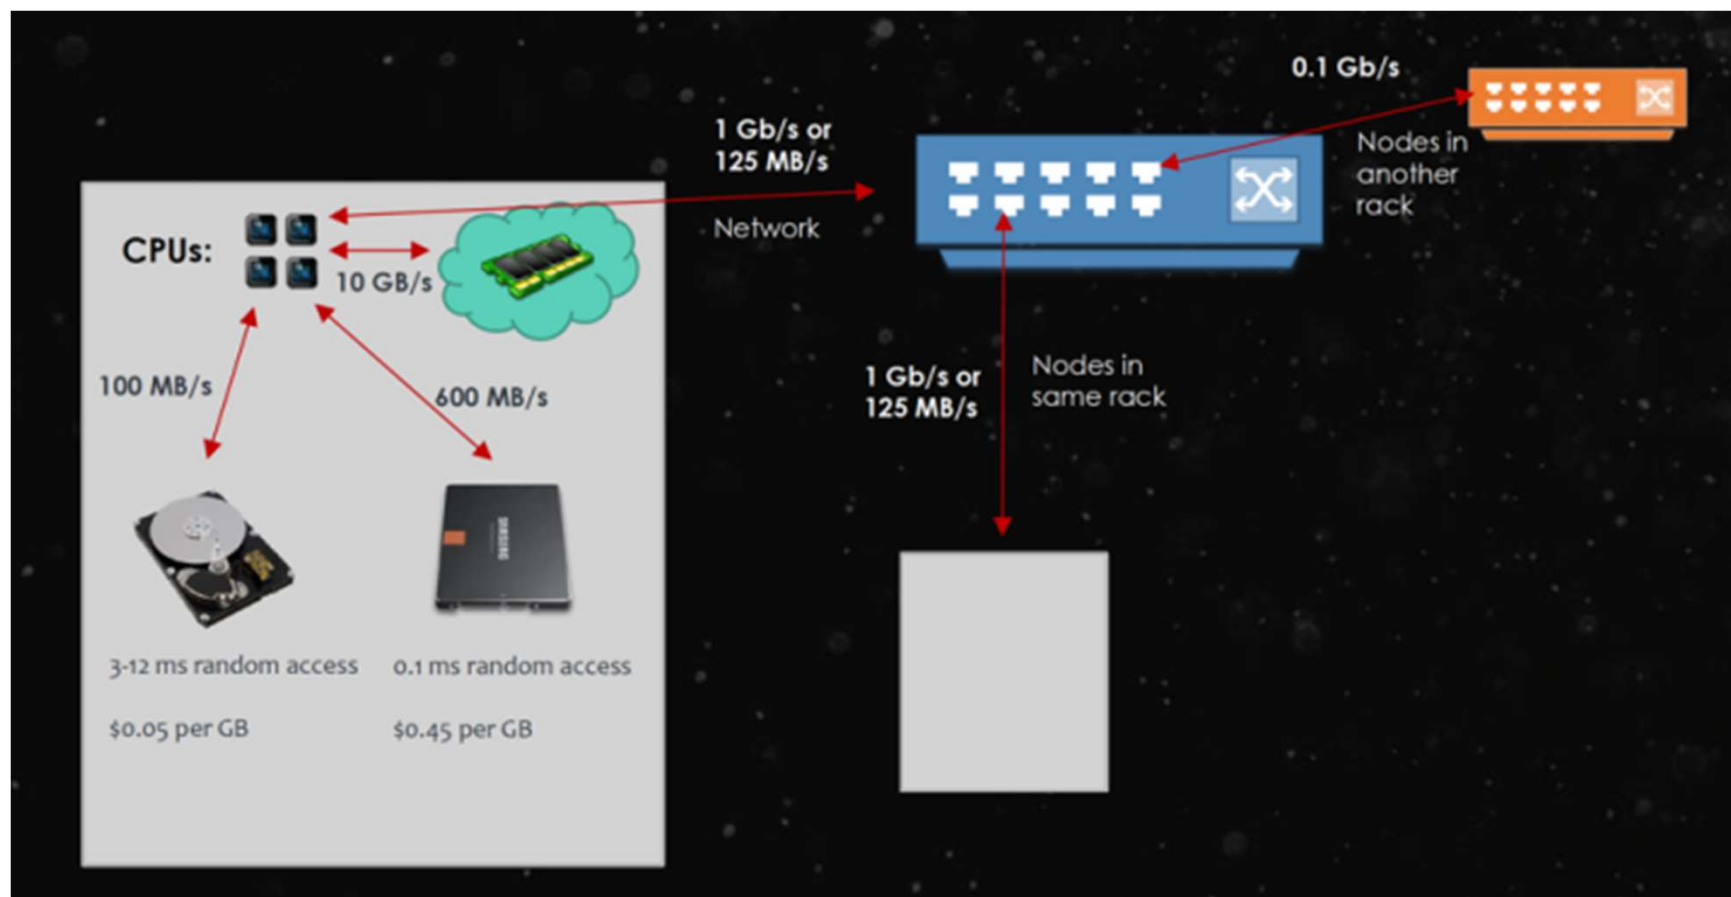 0.1 Gb/s
1 Gb/s or
125 MB/s
Nodes in
another
rack
Network
CPUs:
10 GB/s
1 Gb/s or
125 MB/s
Nodes in
same rack
100 MB/s
600 MB/s
SAMSUNG
3-12 ms random access
0.1 ms random access
$0.05 per GB
$0.45 per GB